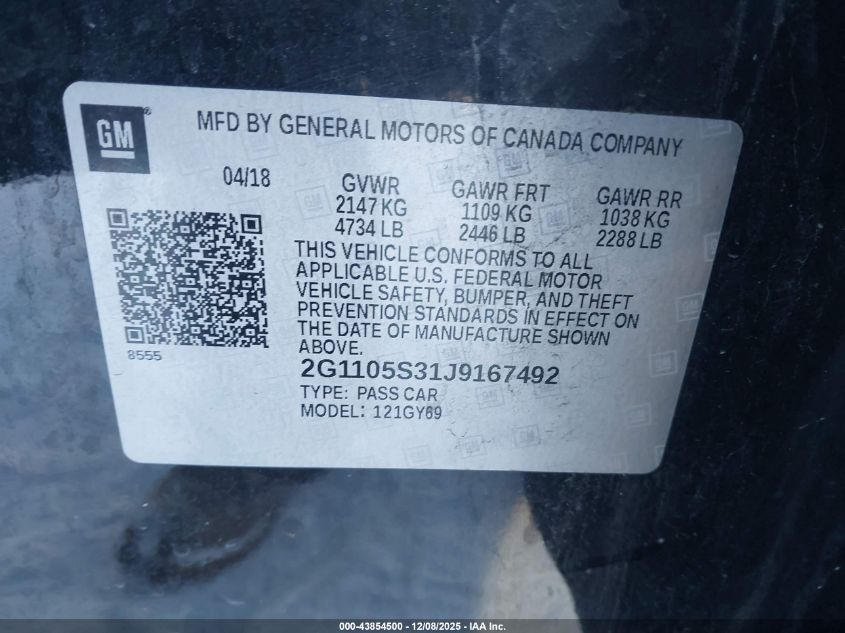 GM®
MFD BY GENERAL MOTORS OF CANADA COMPANY
04/18
GVWR
2147 KG
4734 LB
GAWR FRT
1109 KG
2446 LB
GAWR RR
1038 KG
2288 LB
THIS VEHICLE CONFORMS TO ALL
APPLICABLE U.S. FEDERAL MOTOR
VEHICLE SAFETY, BUMPER, AND THEFT
PREVENTION STANDARDS IN EFFECT ON
THE DATE OF MANUFACTURE SHOWN
ABOVE.
8555
2G1105S31J9167492
TYPE: PASS CAR
MODEL: 121GY69
000-43854500 - 12/08/2025 - IAA Inc.